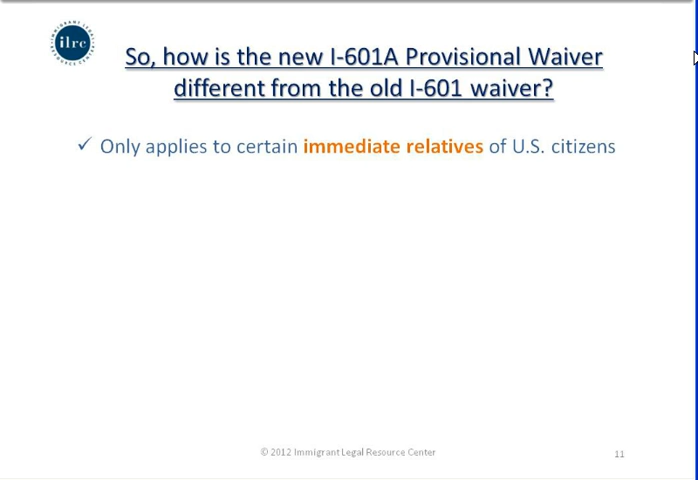 ilrc
So, how is the new I-601A Provisional Waiver
different from the old I-601 waiver?
✓ Only applies to certain immediate relatives of U.S. citizens
© 2012 Immigrant Legal Resource Center
11